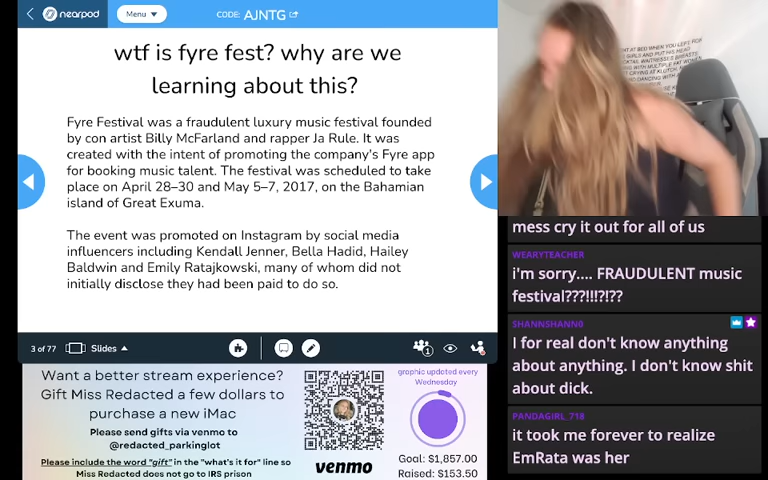 nearpod
Menu
CODE: AJNTG
wtf is fyre fest? why are we
learning about this?
Fyre Festival was a fraudulent luxury music festival founded
by con artist Billy McFarland and rapper Ja Rule. It was
created with the intent of promoting the company's Fyre app
for booking music talent. The festival was scheduled to take
place on April 28–30 and May 5–7, 2017, on the Bahamian
island of Great Exuma.
The event was promoted on Instagram by social media
influencers including Kendall Jenner, Bella Hadid, Hailey
Baldwin and Emily Ratajkowski, many of whom did not
initially disclose they had been paid to do so.
3 of 77
Slides
1
Want a better stream experience?
Gift Miss Redacted a few dollars to
purchase a new iMac
Please send gifts via venmo to
@redacted_parkinglot
Please include the word "gift" in the "what's it for" line so
Miss Redacted does not go to IRS prison
venmo
graphic updated every
Wednesday
Goal: $1,857.00
Raised: $153.50
mess cry it out for all of us
WEARYTEACHER
i'm sorry.... FRAUDULENT music
festival???!!!?!??
SHANNSHANN0
I for real don't know anything
about anything. I don't know shit
about dick.
PANDAGIRL_718
it took me forever to realize
EmRata was her